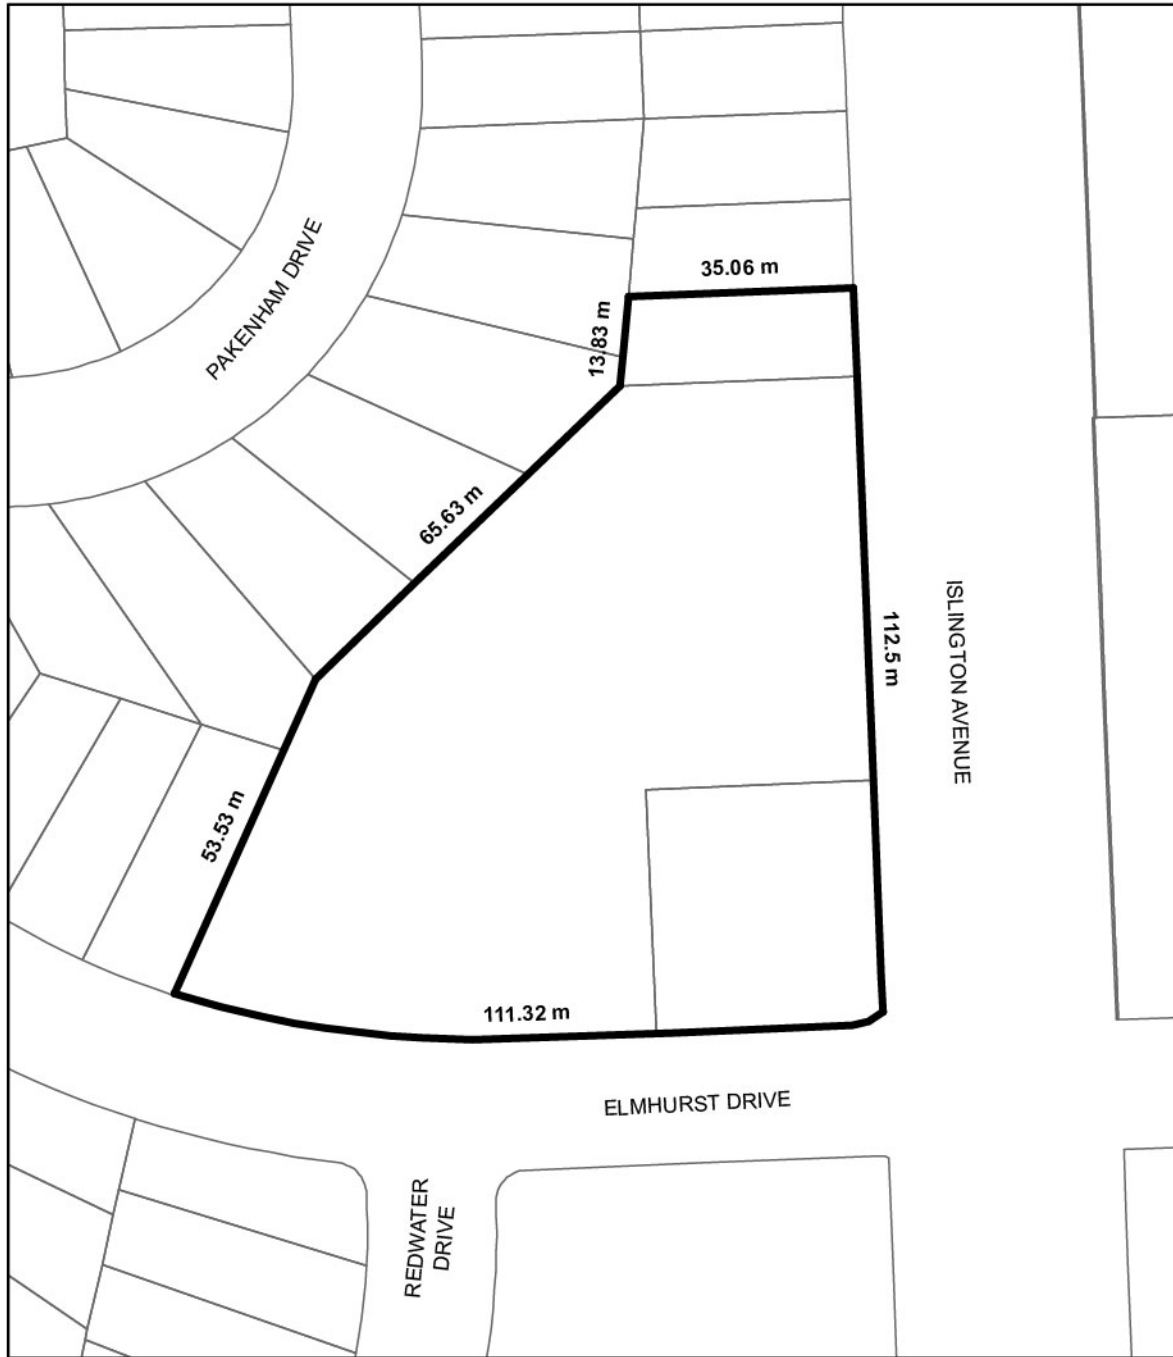 35.06 m
PAKENHAM DRIVE
13.83 m
65.63 m
112.5 m
ISLINGTON AVENUE
53.53 m
111.32 m
ELMHURST DRIVE
REDWATER
DRIVE